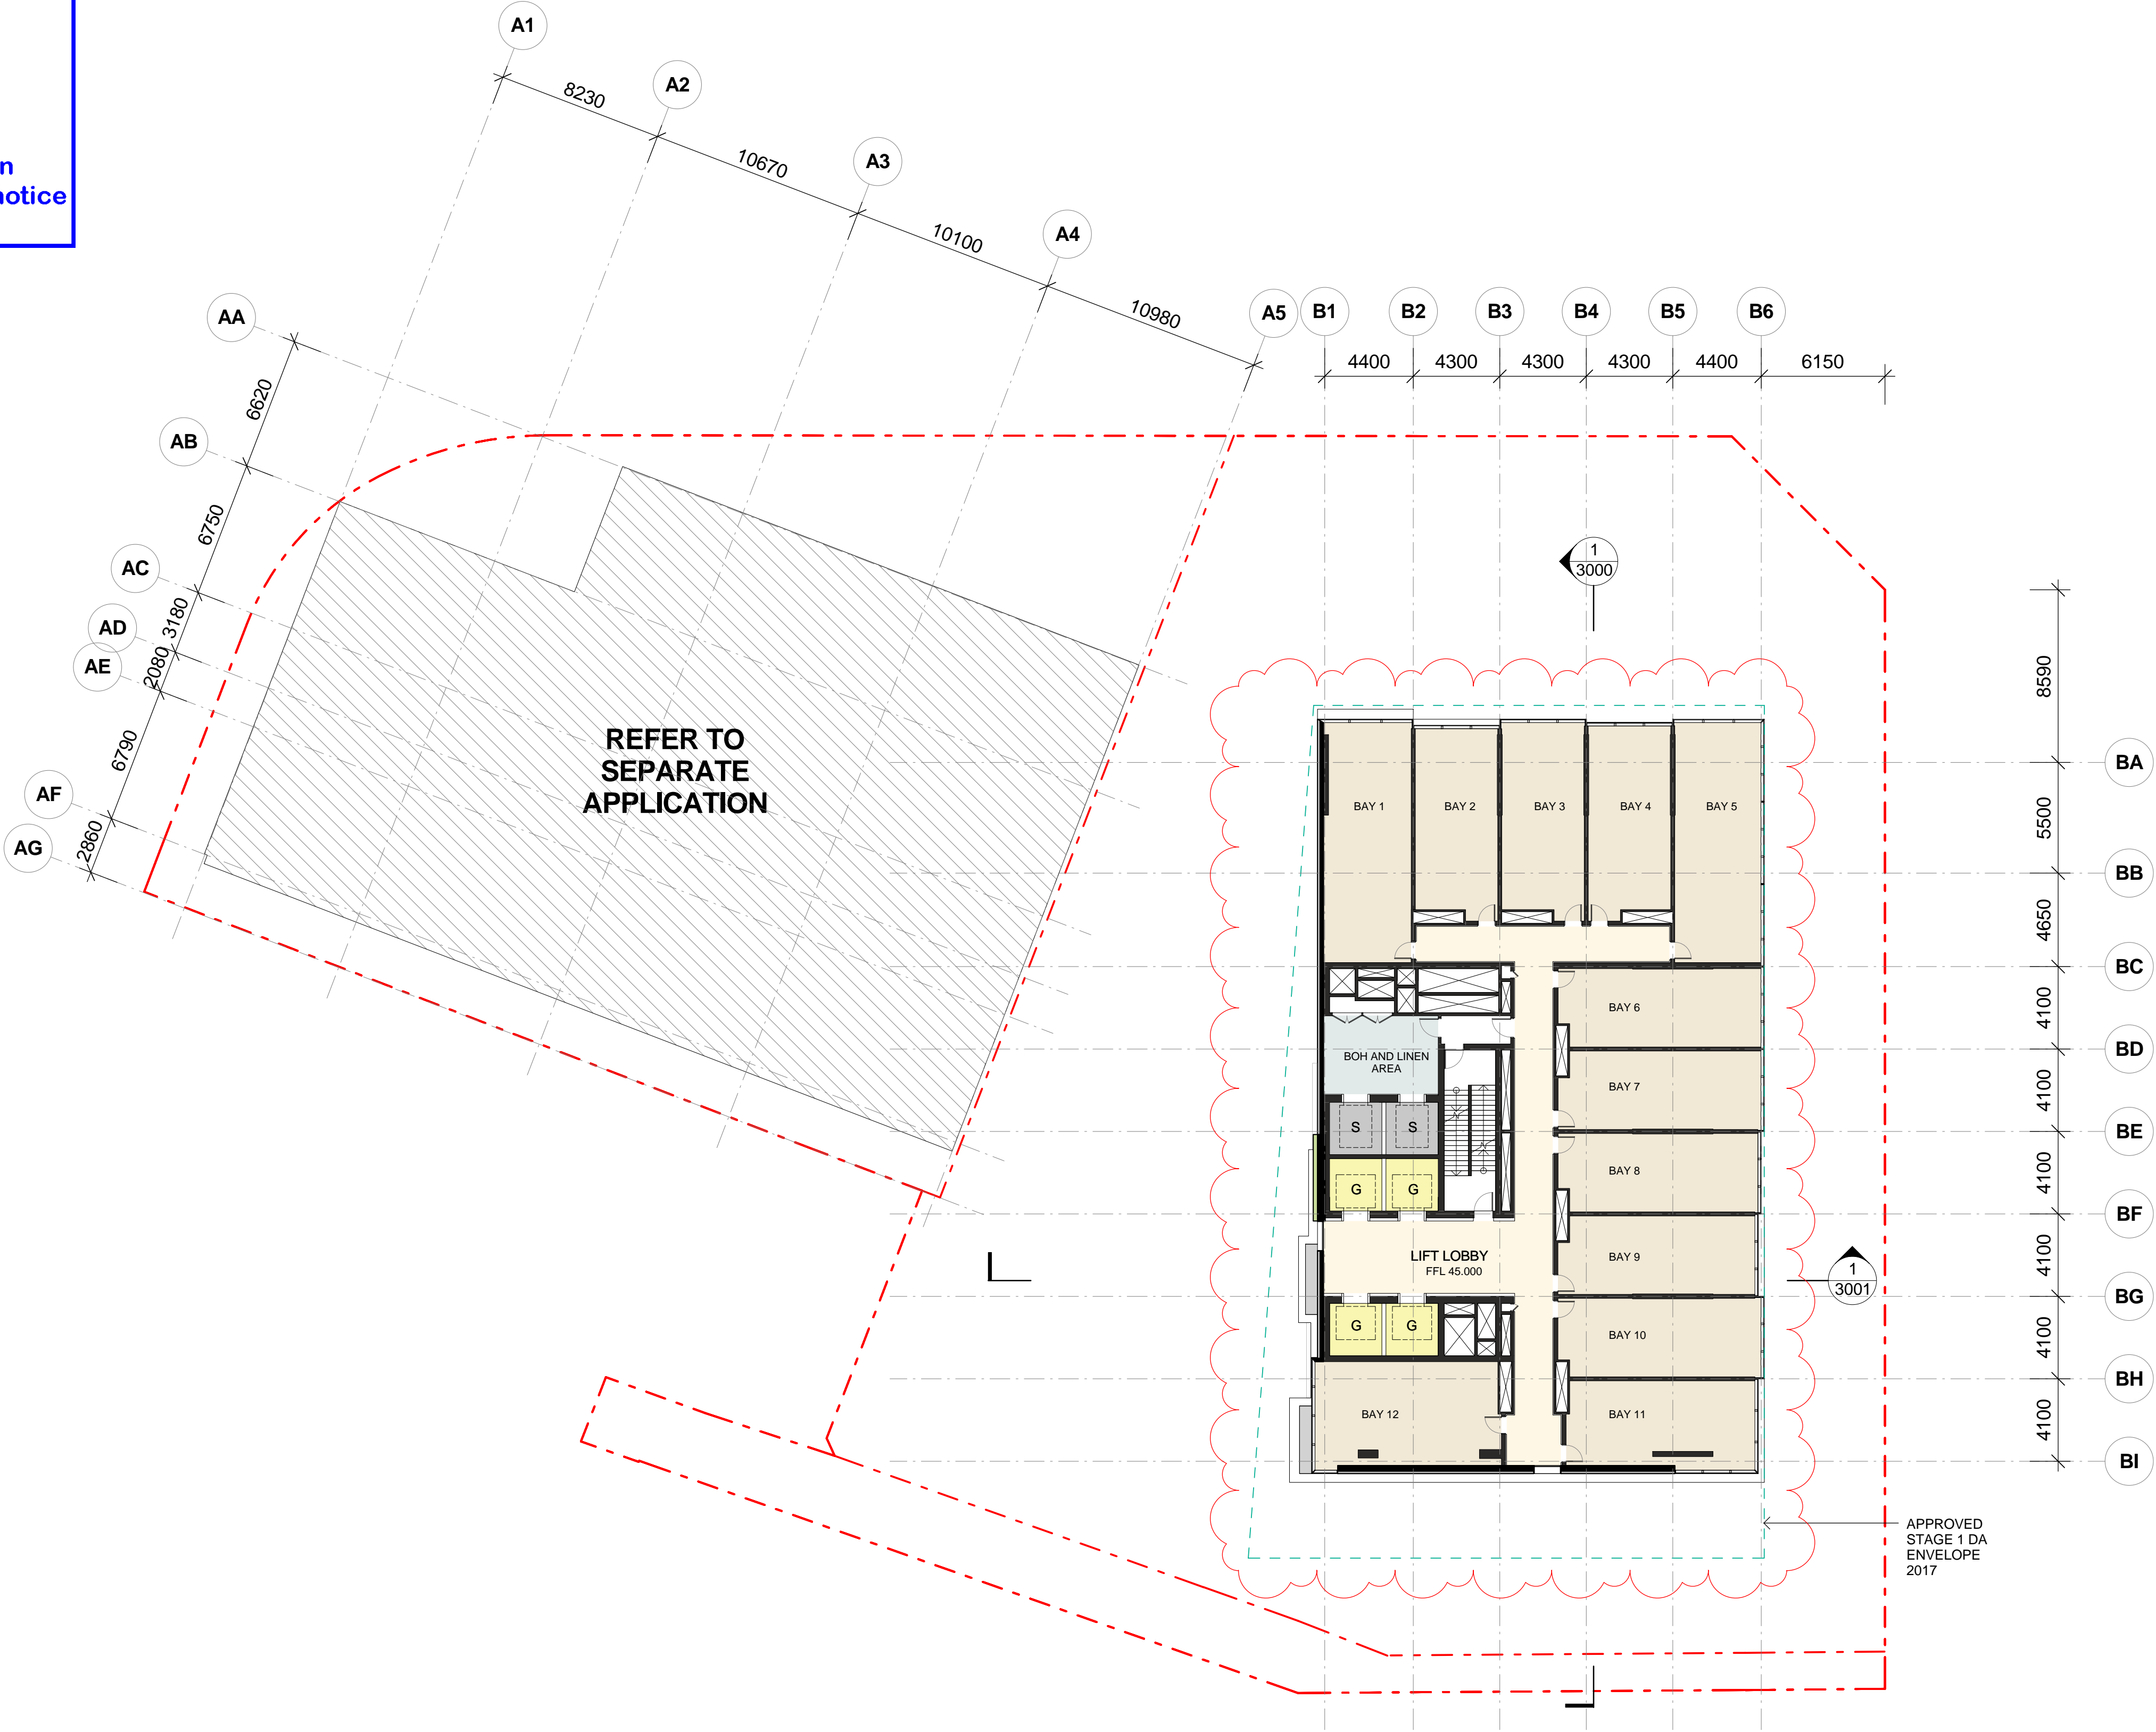 n
notice
A1
A2
A3
A4
A5
8230
10670
10100
10980
AA
AB
AC
AD
AE
AF
AG
6620
6750
3180
2080
6790
2860
B1
B2
B3
B4
B5
B6
4400
4300
4300
4300
4400
6150
1
3000
REFER TO
SEPARATE
APPLICATION
BAY 1
BAY 2
BAY 3
BAY 4
BAY 5
BAY 6
BOH AND LINEN
AREA
BAY 7
S
S
BAY 8
G
G
LIFT LOBBY
FFL 45.000
BAY 9
G
G
BAY 10
BAY 12
BAY 11
1
3001
8590
5500
4650
4100
4100
4100
4100
4100
4100
BA
BB
BC
BD
BE
BF
BG
BH
BI
APPROVED
STAGE 1 DA
ENVELOPE
2017